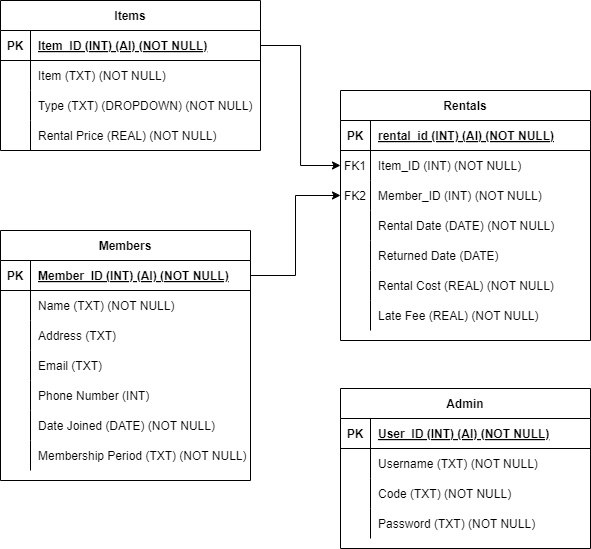 Items
PK Item_ID (INT) (AI) (NOT NULL)
Item (TXT) (NOT NULL)
Type (TXT) (DROPDOWN) (NOT NULL)
Rental Price (REAL) (NOT NULL)
Members
PK Member_ID (INT) (AI) (NOT NULL)
Name (TXT) (NOT NULL)
Address (TXT)
Email (TXT)
Phone Number (INT)
Date Joined (DATE) (NOT NULL)
Membership Period (TXT) (NOT NULL)
Rentals
PK rental_id (INT) (AI) (NOT NULL)
FK1 Item_ID (INT) (NOT NULL)
FK2 Member_ID (INT) (NOT NULL)
Rental Date (DATE) (NOT NULL)
Returned Date (DATE)
Rental Cost (REAL) (NOT NULL)
Late Fee (REAL) (NOT NULL)
Admin
PK User_ID (INT) (AI) (NOT NULL)
Username (TXT) (NOT NULL)
Code (TXT) (NOT NULL)
Password (TXT) (NOT NULL)